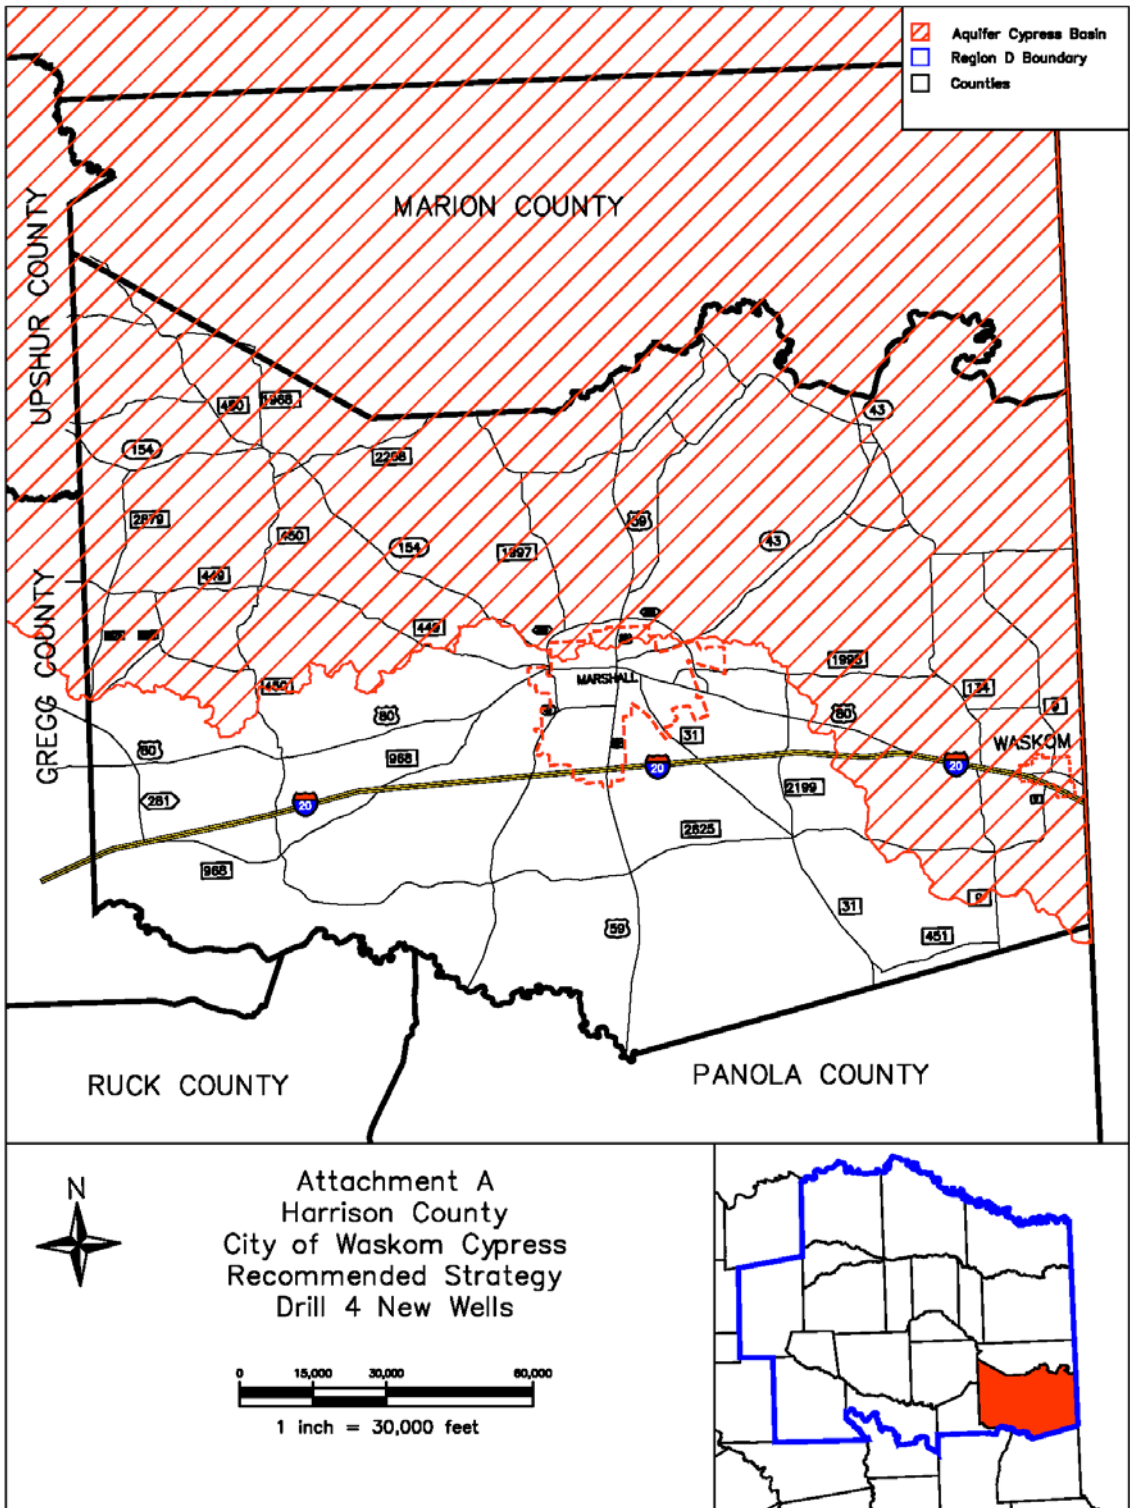 Aquifer Cypress Basin
Region D Boundary
Counties
MARION COUNTY
UPSHUR COUNTY
GREGG COUNTY
450
1968
43
154
2208
2879
59
450
154
1997
43
449
449
450
1998
134
9
MARSHALL
80
80
80
31
WASKOM
968
20
20
20
281
2199
2625
968
9
31
59
451
RUCK COUNTY
PANOLA COUNTY
N
Attachment A
Harrison County
City of Waskom Cypress
Recommended Strategy
Drill 4 New Wells
0 15,000 30,000 60,000
1 inch = 30,000 feet